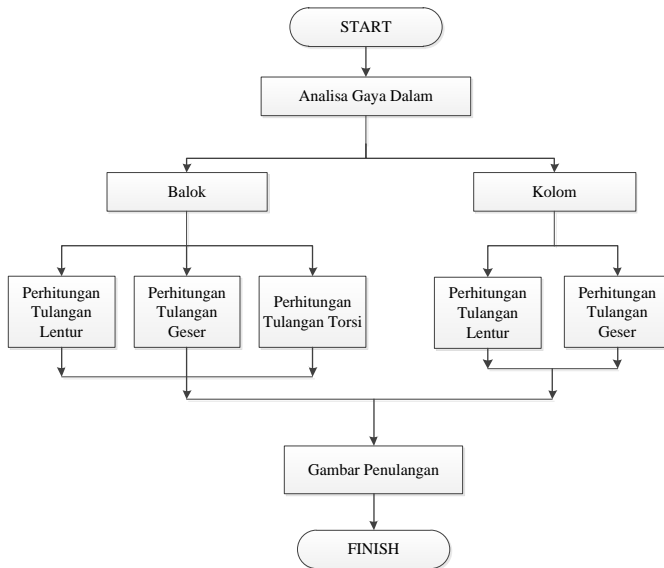 START
Analisa Gaya Dalam
Balok
Kolom
Perhitungan
Tulangan
Lentur
Perhitungan
Tulangan
Geser
Perhitungan
Tulangan Torsi
Perhitungan
Tulangan
Lentur
Perhitungan
Tulangan
Geser
Gambar Penulangan
FINISH